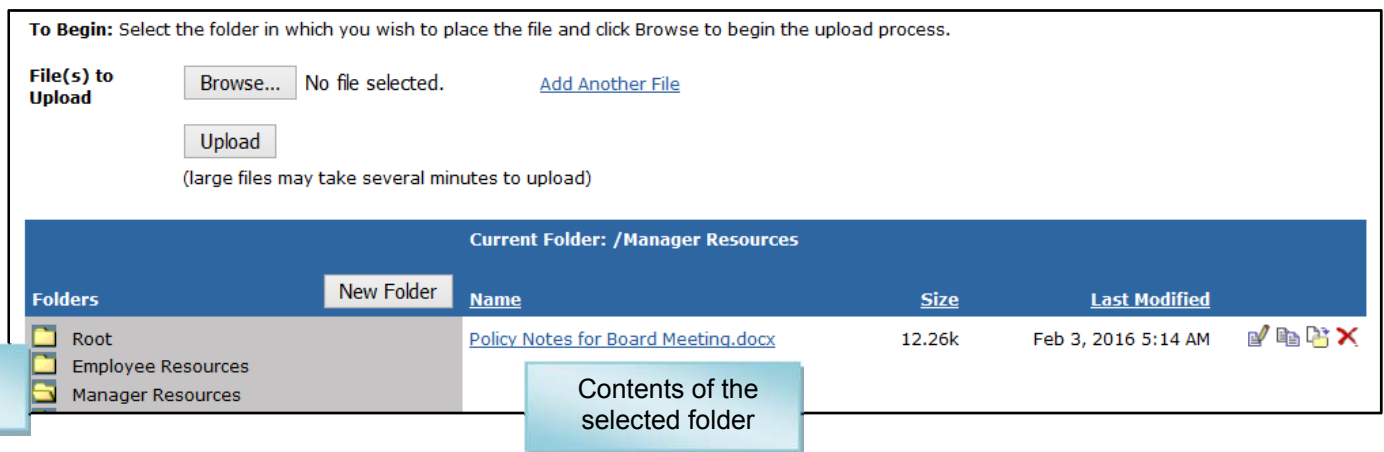 To Begin: Select the folder in which you wish to place the file and click Browse to begin the upload process.
File(s) to Upload
Browse... No file selected. Add Another File
Upload
(large files may take several minutes to upload)
Current Folder: /Manager Resources
Folders New Folder Name Size Last Modified
Root Policy Notes for Board Meeting.docx 12.26k Feb 3, 2016 5:14 AM
Employee Resources
Manager Resources
Contents of the
selected folder